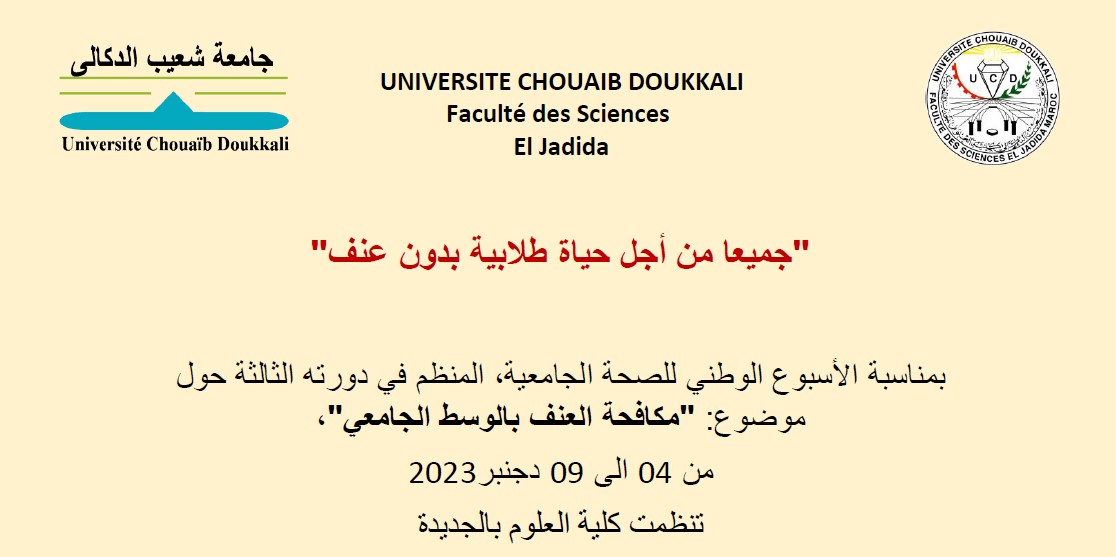 جامعة شعيب الدكالى
Université Chouaïb Doukkali
UNIVERSITE CHOUAIB DOUKKALI
Faculté des Sciences
El Jadida
UNIVERSITE CHOUAIB DOUKKALI
U C D
FACULTE DES SCIENCES EL JADIDA MAROC
"جميعا من أجل حياة طلابية بدون عنف"
بمناسبة الأسبوع الوطني للصحة الجامعية، المنظم في دورته الثالثة حول
موضوع: "مكافحة العنف بالوسط الجامعي"،
من 04 الى 09 دجنبر2023
تنظمت كلية العلوم بالجديدة